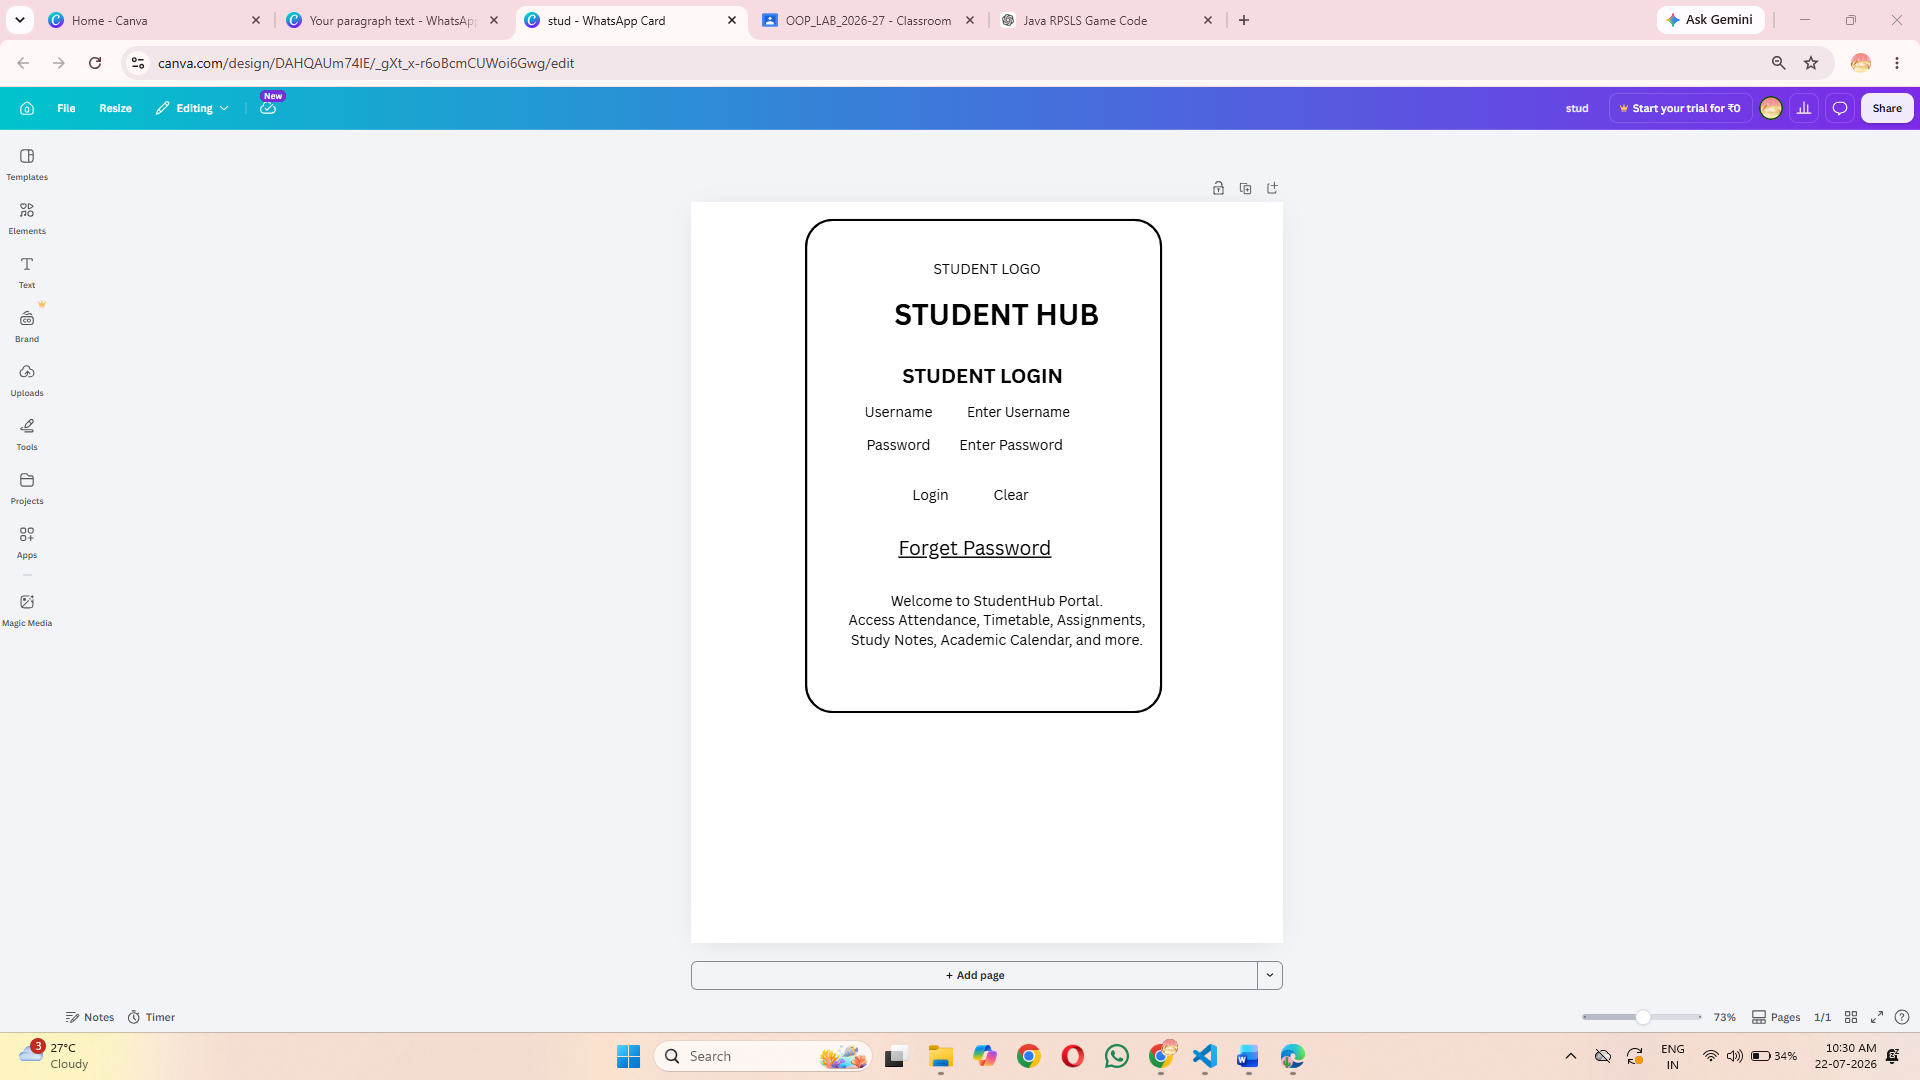 Home - Canva
Your paragraph text - WhatsApp
stud - WhatsApp Card
OOP_LAB_2026-27 - Classroom
Java RPSLS Game Code
Ask Gemini
canva.com/design/DAHQAUm74IE/_gXt_x-r6oBcmCUWoi6Gwg/edit
File
Resize
Editing
New
stud
Start your trial for ₹0
Share
Templates
Elements
Text
Brand
Uploads
Tools
Projects
Apps
Magic Media
STUDENT LOGO
STUDENT HUB
STUDENT LOGIN
Username Enter Username
Password Enter Password
Login Clear
Forget Password
Welcome to StudentHub Portal.
Access Attendance, Timetable, Assignments,
Study Notes, Academic Calendar, and more.
+ Add page
Notes
Timer
73%
Pages
1/1
3
27°C
Cloudy
Search
ENG
IN
34%
10:30 AM
22-07-2026